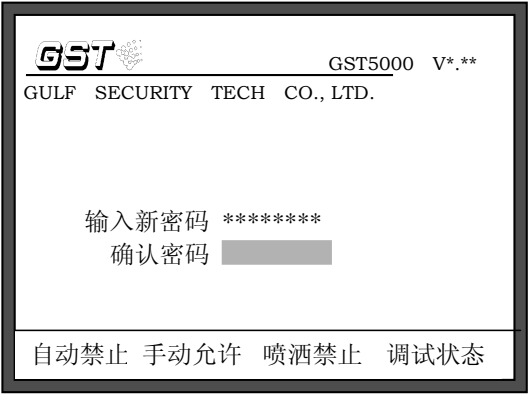 GST
GST5000 V*.**
GULF SECURITY TECH CO., LTD.
输入新密码 ********
确认密码
自动禁止 手动允许 喷洒禁止 调试状态